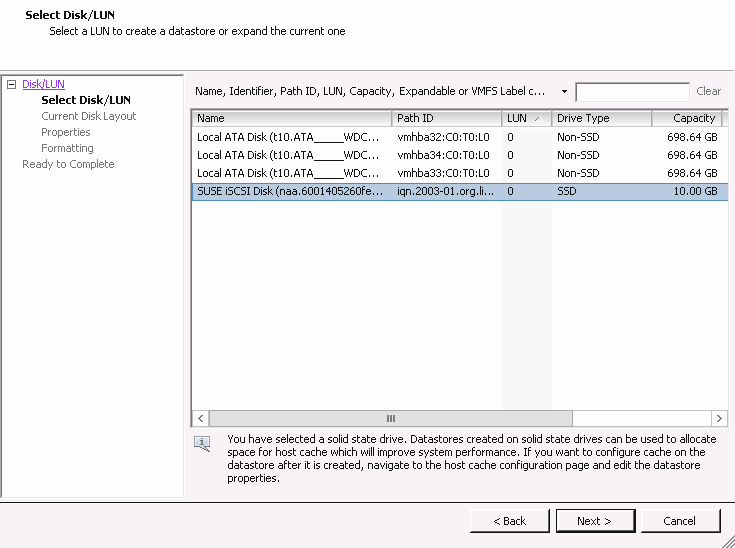 Select Disk/LUN
Select a LUN to create a datastore or expand the current one
Disk/LUN
Select Disk/LUN
Current Disk Layout
Properties
Formatting
Ready to Complete
Name, Identifier, Path ID, LUN, Capacity, Expandable or VMFS Label c... Clear
Name Path ID LUN Drive Type Capacity
Local ATA Disk (t10.ATA_____WDC... vmhba32:C0:T0:L0 0 Non-SSD 698.64 GB
Local ATA Disk (t10.ATA_____WDC... vmhba34:C0:T0:L0 0 Non-SSD 698.64 GB
Local ATA Disk (t10.ATA_____WDC... vmhba33:C0:T0:L0 0 Non-SSD 698.64 GB
SUSE iSCSI Disk (naa.6001405260fe... iqn.2003-01.org.li... 0 SSD 10.00 GB
You have selected a solid state drive. Datastores created on solid state drives can be used to allocate
space for host cache which will improve system performance. If you want to configure cache on the
datastore after it is created, navigate to the host cache configuration page and edit the datastore
properties.
< Back Next > Cancel